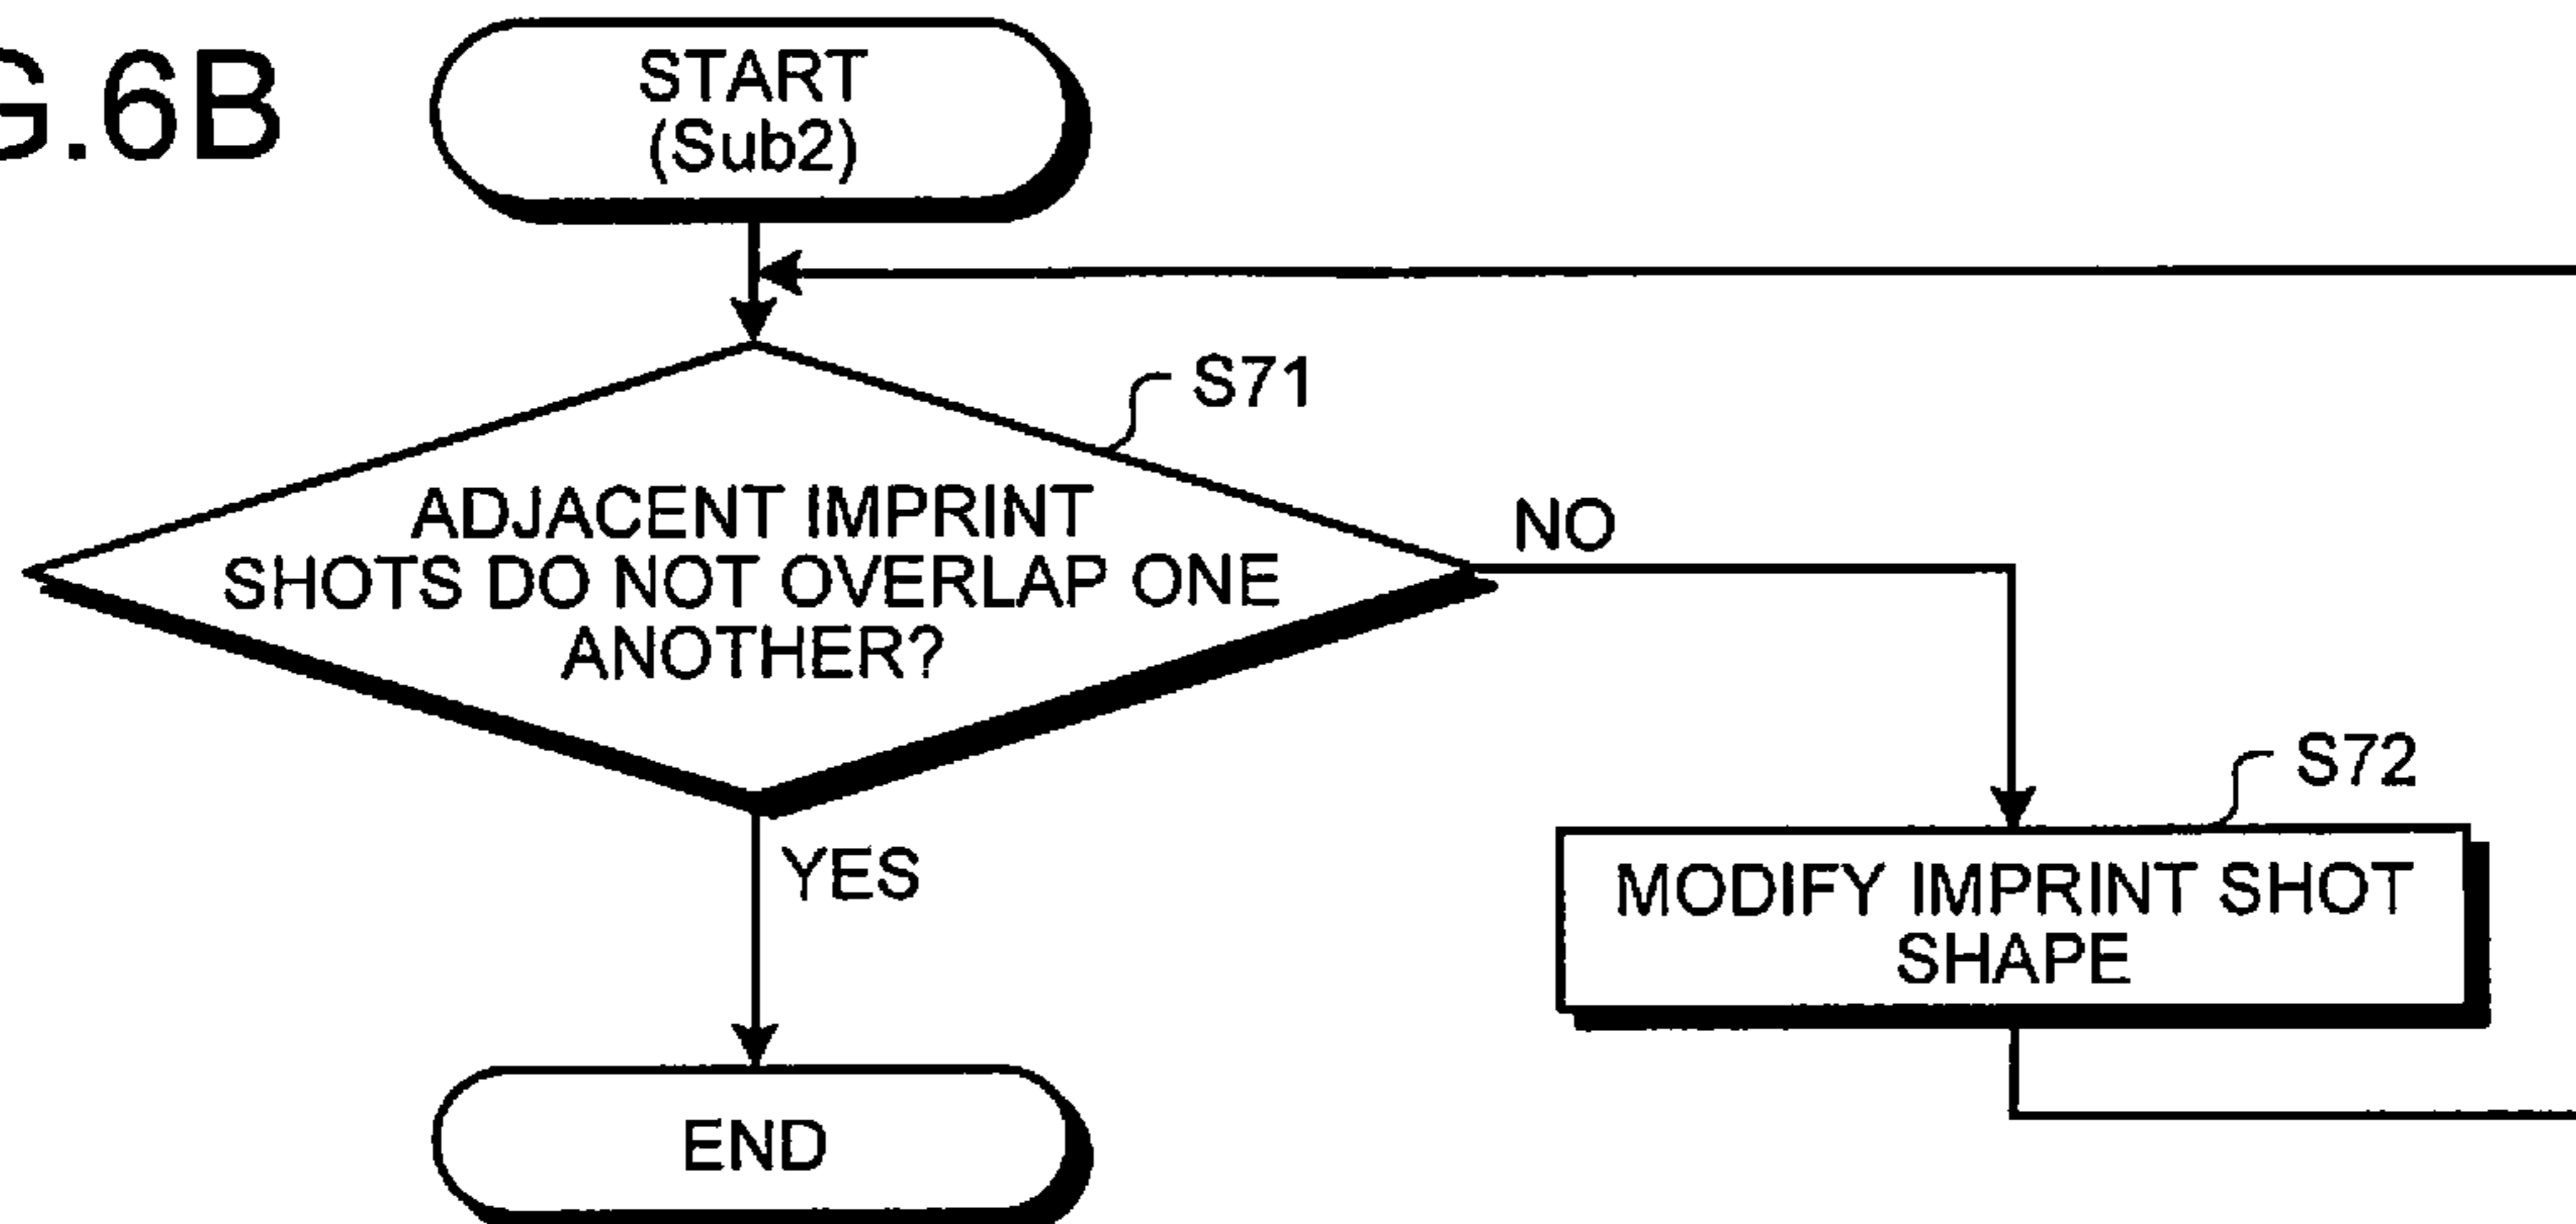 G.6B
START
(Sub2)
S71
ADJACENT IMPRINT
SHOTS DO NOT OVERLAP ONE
ANOTHER?
NO
S72
MODIFY IMPRINT SHOT
SHAPE
YES
END